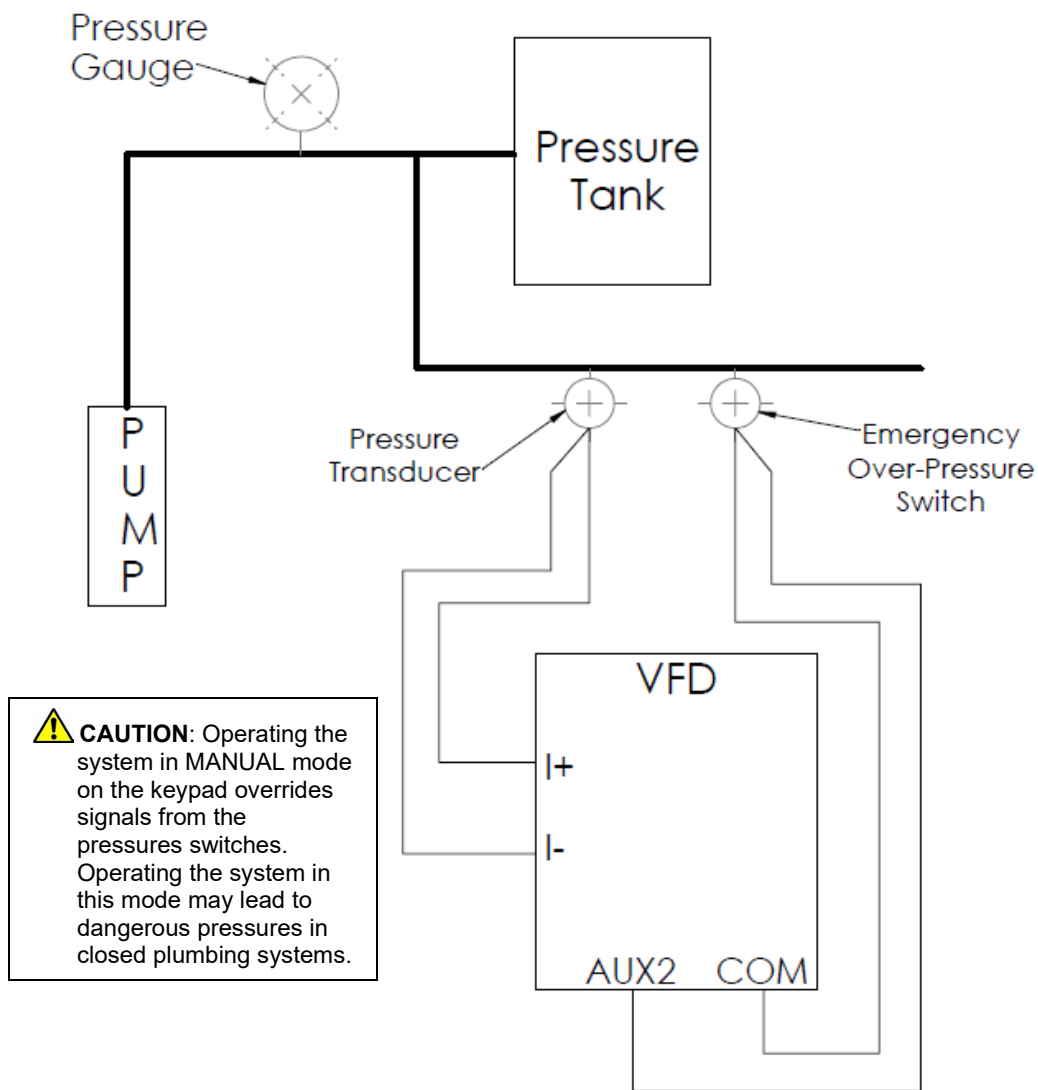 Pressure
Gauge
Pressure
Tank
P
U
M
P
Pressure
Transducer
Emergency
Over-Pressure
Switch
VFD
I+
I-
AUX2 COM
CAUTION: Operating the
system in MANUAL mode
on the keypad overrides
signals from the
pressures switches.
Operating the system in
this mode may lead to
dangerous pressures in
closed plumbing systems.